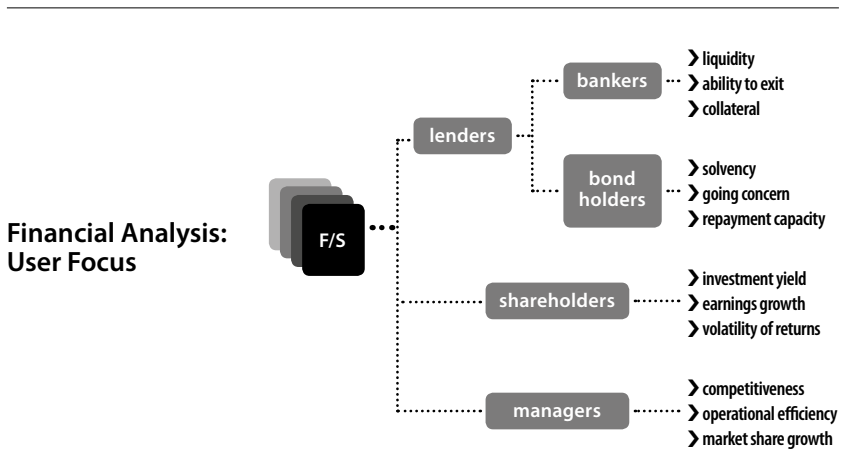 Financial Analysis:
User Focus
F/S
lenders
bankers
❯ liquidity
❯ ability to exit
❯ collateral
bond
holders
❯ solvency
❯ going concern
❯ repayment capacity
shareholders
❯ investment yield
❯ earnings growth
❯ volatility of returns
managers
❯ competitiveness
❯ operational efficiency
❯ market share growth